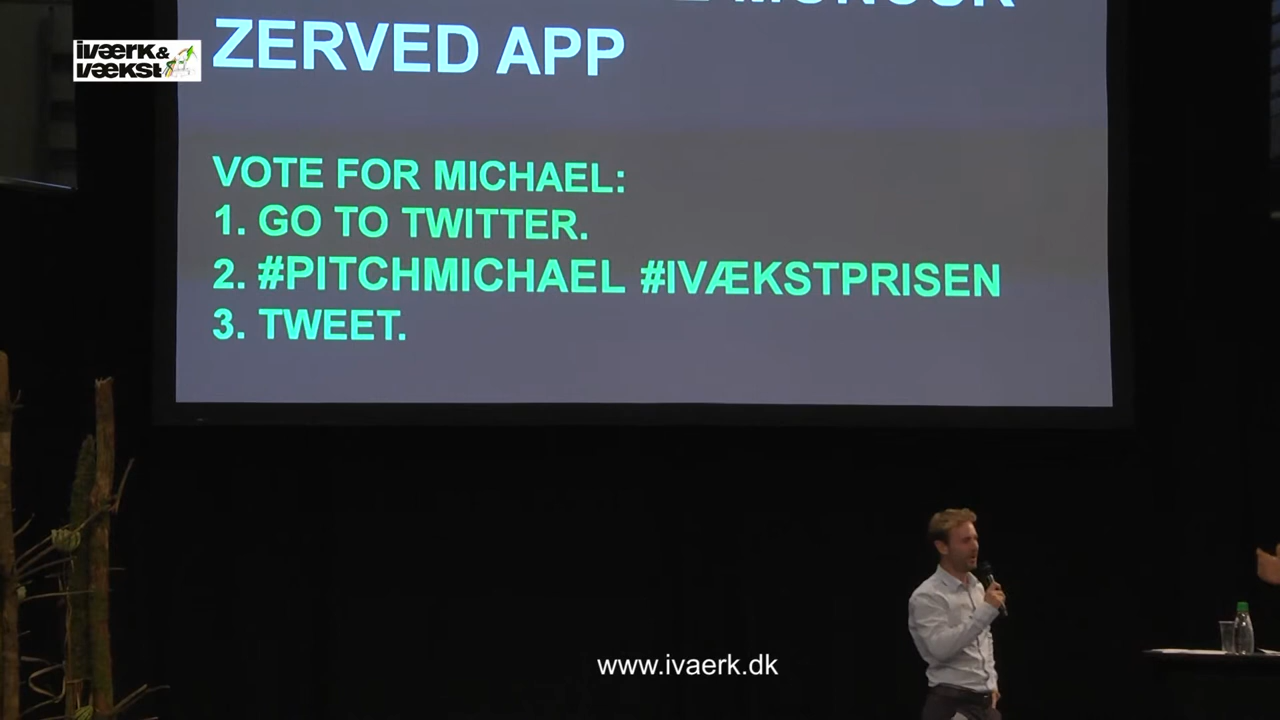 iværk&
vækst
ZERVED APP
VOTE FOR MICHAEL:
1. GO TO TWITTER.
2. #PITCHMICHAEL #IVÆKSTPRISEN
3. TWEET.
www.ivaerk.dk